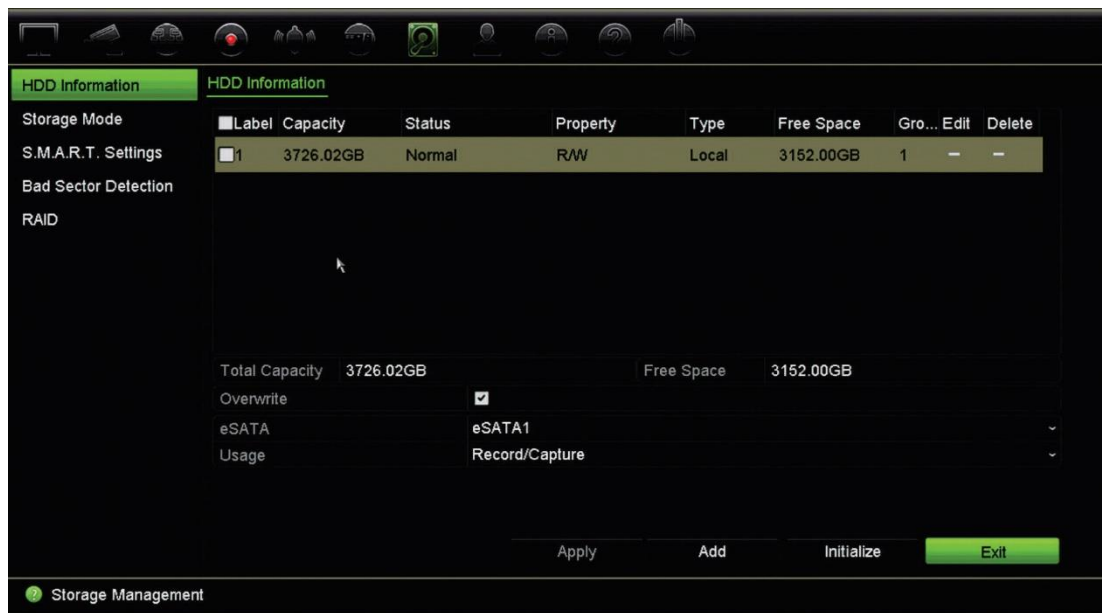 HDD Information
Storage Mode
S.M.A.R.T. Settings
Bad Sector Detection
RAID
HDD Information
Label Capacity Status Property Type Free Space Gro... Edit Delete
1 3726.02GB Normal R/W Local 3152.00GB 1 – –
Total Capacity 3726.02GB Free Space 3152.00GB
Overwrite
eSATA eSATA1
Usage Record/Capture
Apply Add Initialize Exit
? Storage Management